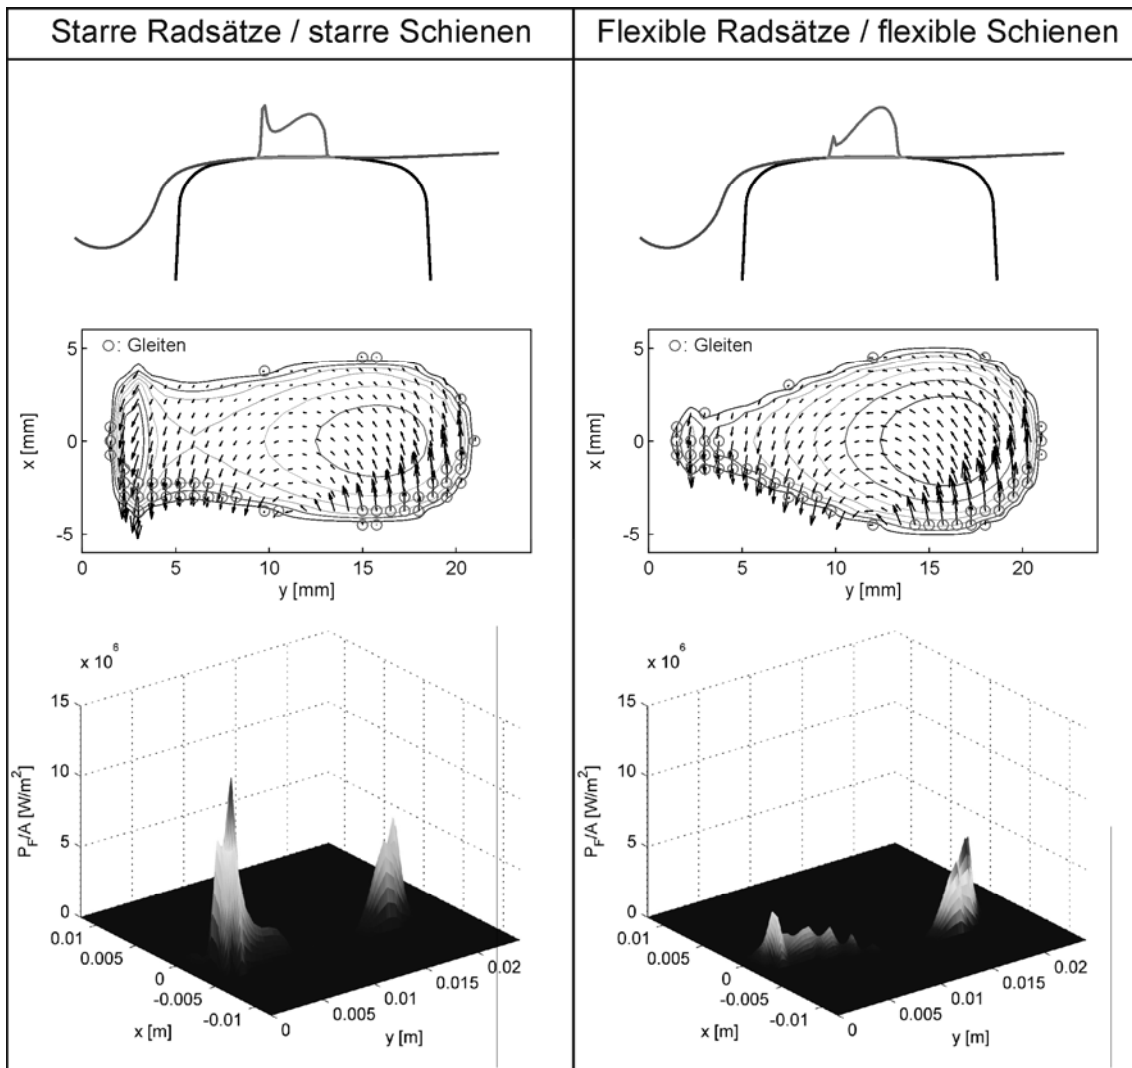 Starre Radsätze / starre Schienen
Flexible Radsätze / flexible Schienen
○: Gleiten
5
0
-5
x [mm]
0 5 10 15 20
y [mm]
○: Gleiten
5
0
-5
x [mm]
0 5 10 15 20
y [mm]
x 10⁶
15
10
5
0
P_F/A [W/m²]
0.01
0.005
0
-0.005
-0.01
x [m]
0
0.005
0.01
0.015
0.02
y [m]
x 10⁶
15
10
5
0
P_F/A [W/m²]
0.01
0.005
0
-0.005
-0.01
x [m]
0
0.005
0.01
0.015
0.02
y [m]